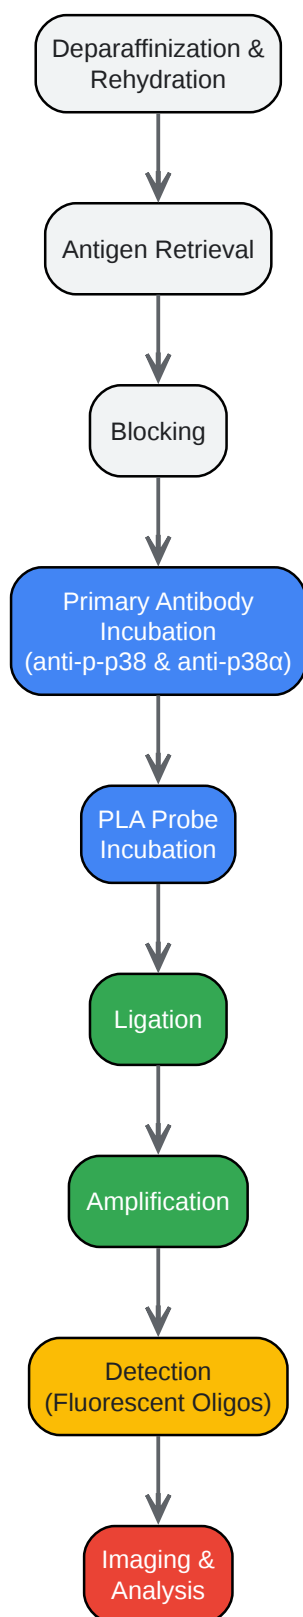 Deparaffinization &
Rehydration
Antigen Retrieval
Blocking
Primary Antibody
Incubation
(anti-p-p38 & anti-p38α)
PLA Probe
Incubation
Ligation
Amplification
Detection
(Fluorescent Oligos)
Imaging &
Analysis